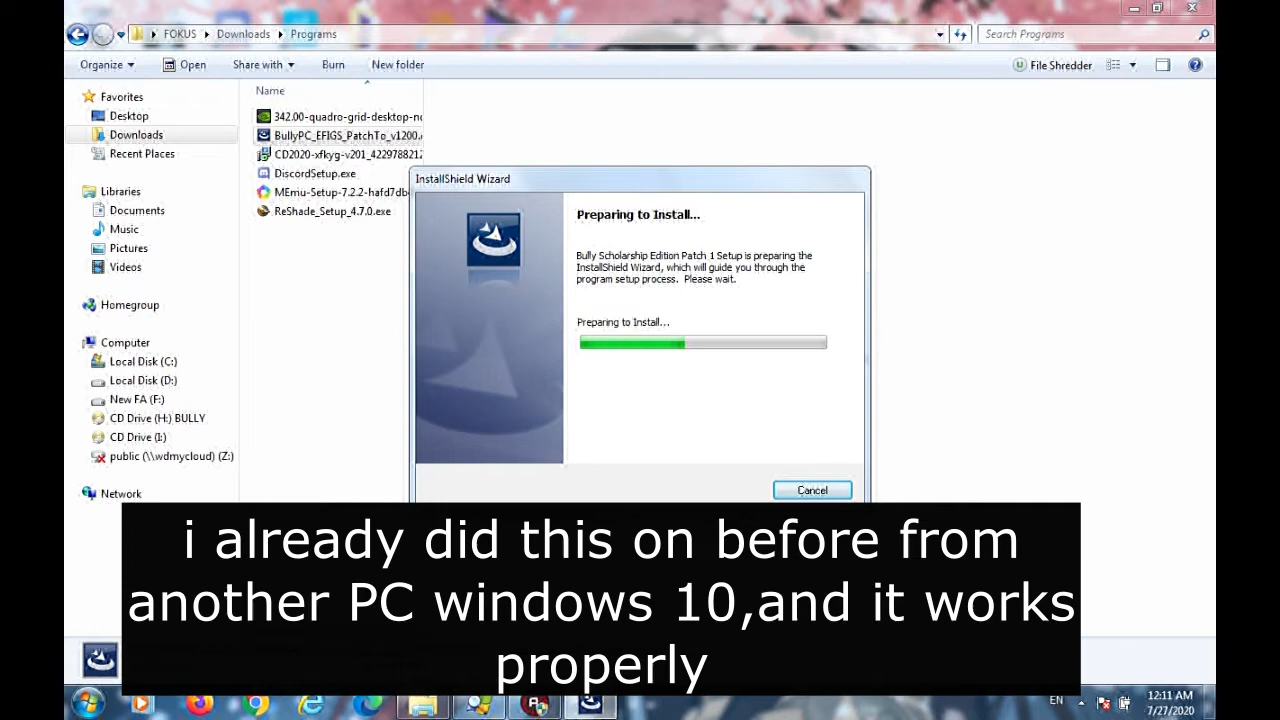 FOKUS Downloads Programs
Search Programs
Organize Open Share with Burn New folder
File Shredder
Favorites
Desktop
Downloads
Recent Places
Libraries
Documents
Music
Pictures
Videos
Homegroup
Computer
Local Disk (C:)
Local Disk (D:)
New FA (F:)
CD Drive (H:) BULLY
CD Drive (I:)
public (\\wdmycloud) (Z:)
Network
Name
342.00-quadro-grid-desktop-no
BullyPC_EFIGS_PatchTo_v1200.
CD2020-xfkyg-v201_4229788212
DiscordSetup.exe
MEmu-Setup-7.2.2-hafd7db
ReShade_Setup_4.7.0.exe
InstallShield Wizard
Preparing to Install...
Bully Scholarship Edition Patch 1 Setup is preparing the
InstallShield Wizard, which will guide you through the
program setup process. Please wait.
Preparing to Install...
Cancel
i already did this on before from
another PC windows 10,and it works
properly
EN
12:11 AM
7/27/2020